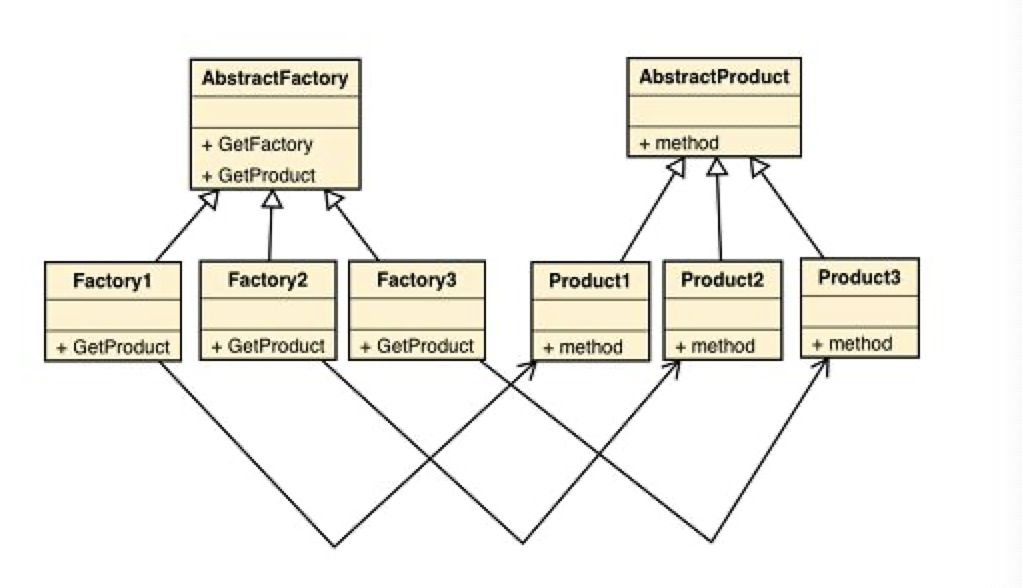 AbstractFactory
+ GetFactory
+ GetProduct
AbstractProduct
+ method
Factory1
+ GetProduct
Factory2
+ GetProduct
Factory3
+ GetProduct
Product1
+ method
Product2
+ method
Product3
+ method